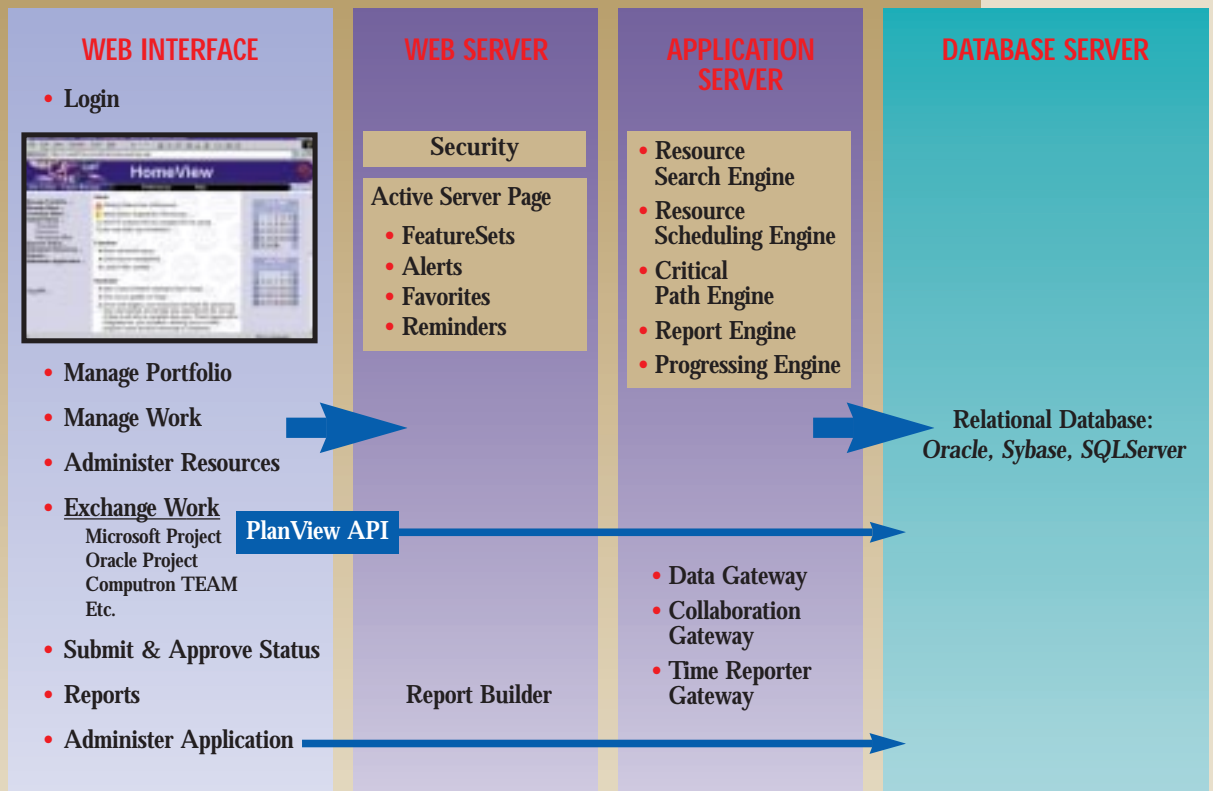 WEB INTERFACE
• Login
HomeView
• Manage Portfolio
• Manage Work
• Administer Resources
• Exchange Work
Microsoft Project
Oracle Project
Computron TEAM
Etc.
PlanView API
• Submit & Approve Status
• Reports
• Administer Application
WEB SERVER
Security
Active Server Page
• FeatureSets
• Alerts
• Favorites
• Reminders
Report Builder
APPLICATION
SERVER
• Resource
Search Engine
• Resource
Scheduling Engine
• Critical
Path Engine
• Report Engine
• Progressing Engine
• Data Gateway
• Collaboration
Gateway
• Time Reporter
Gateway
DATABASE SERVER
Relational Database:
Oracle, Sybase, SQLServer